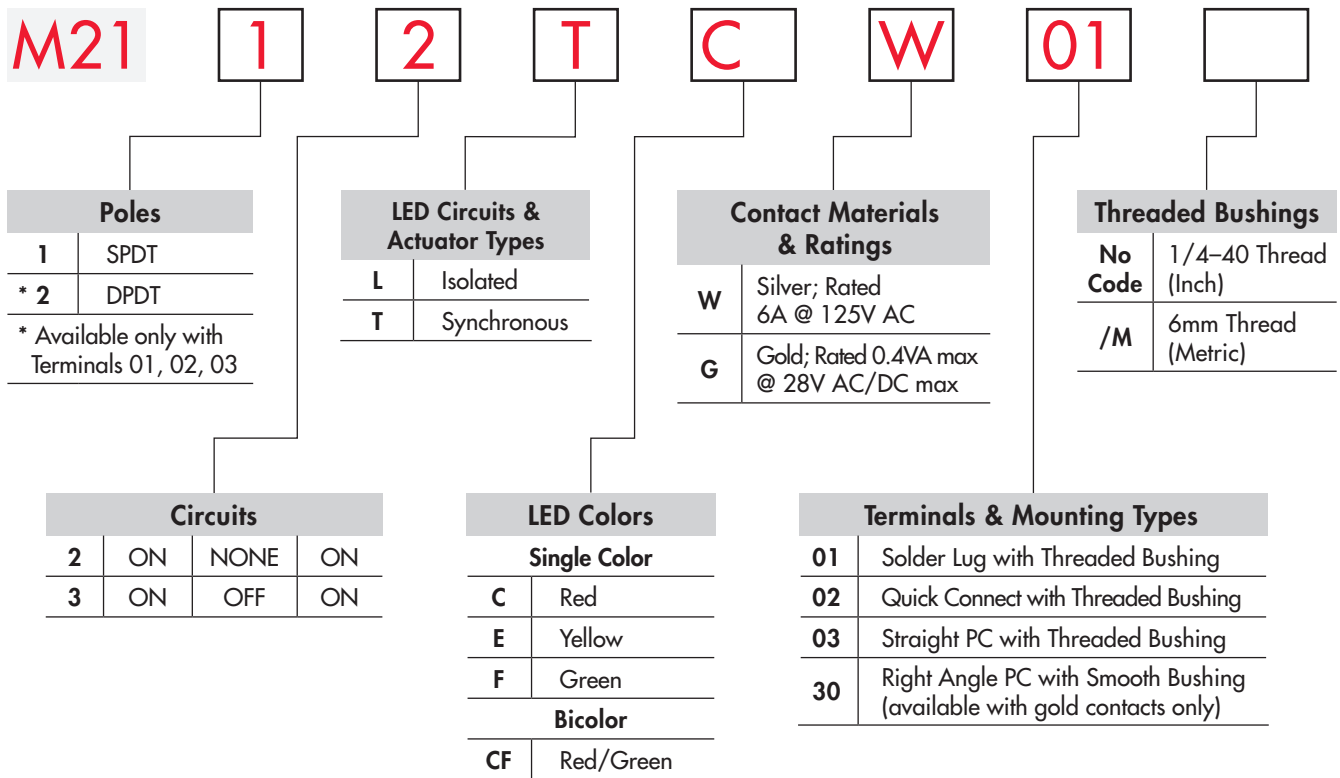 M21 1 2 T C W 01
Poles
1 SPDT
* 2 DPDT
* Available only with
Terminals 01, 02, 03
LED Circuits &
Actuator Types
L Isolated
T Synchronous
Contact Materials
& Ratings
W Silver; Rated
6A @ 125V AC
G Gold; Rated 0.4VA max
@ 28V AC/DC max
Threaded Bushings
No
Code
1/4–40 Thread
(Inch)
/M 6mm Thread
(Metric)
Circuits
2 ON NONE ON
3 ON OFF ON
LED Colors
Single Color
C Red
E Yellow
F Green
Bicolor
CF Red/Green
Terminals & Mounting Types
01 Solder Lug with Threaded Bushing
02 Quick Connect with Threaded Bushing
03 Straight PC with Threaded Bushing
30 Right Angle PC with Smooth Bushing
(available with gold contacts only)